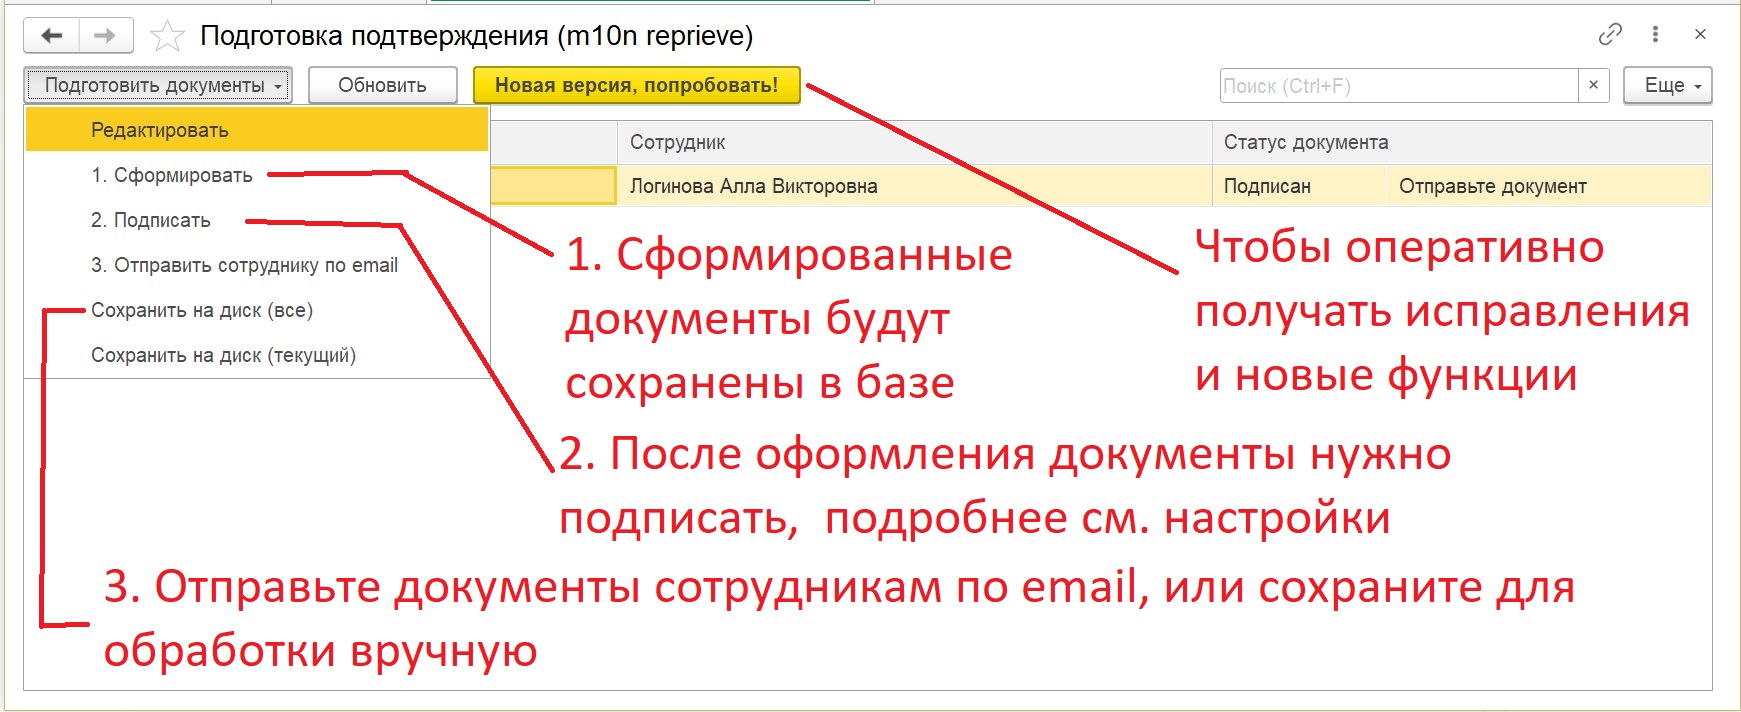 Подготовка подтверждения (m10n reprieve)
Подготовить документы
Обновить
Новая версия, попробовать!
Поиск (Ctrl+F)
Еще
Редактировать
1. Сформировать
2. Подписать
3. Отправить сотруднику по email
Сохранить на диск (все)
Сохранить на диск (текущий)
Сотрудник
Статус документа
Логинова Алла Викторовна
Подписан
Отправьте документ
1. Сформированные
документы будут
сохранены в базе
Чтобы оперативно
получать исправления
и новые функции
2. После оформления документы нужно
подписать,  подробнее см. настройки
3. Отправьте документы сотрудникам по email, или сохраните для
обработки вручную